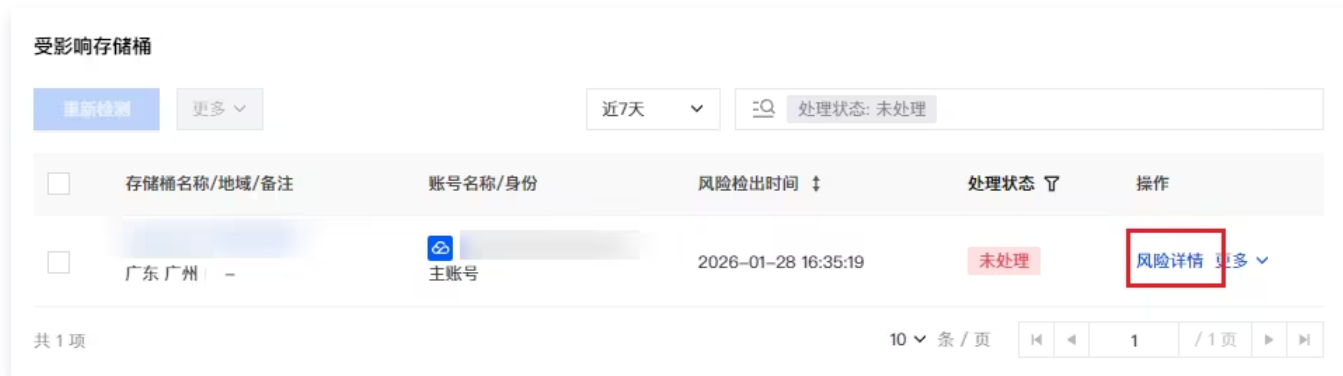 受影响存储桶
重新检测 更多 近7天 处理状态: 未处理
存储桶名称/地域/备注 账号名称/身份 风险检出时间 处理状态 操作
广东 广州 – 主账号 2026-01-28 16:35:19 未处理 风险详情 更多
共 1 项 10 条 / 页 1 / 1 页